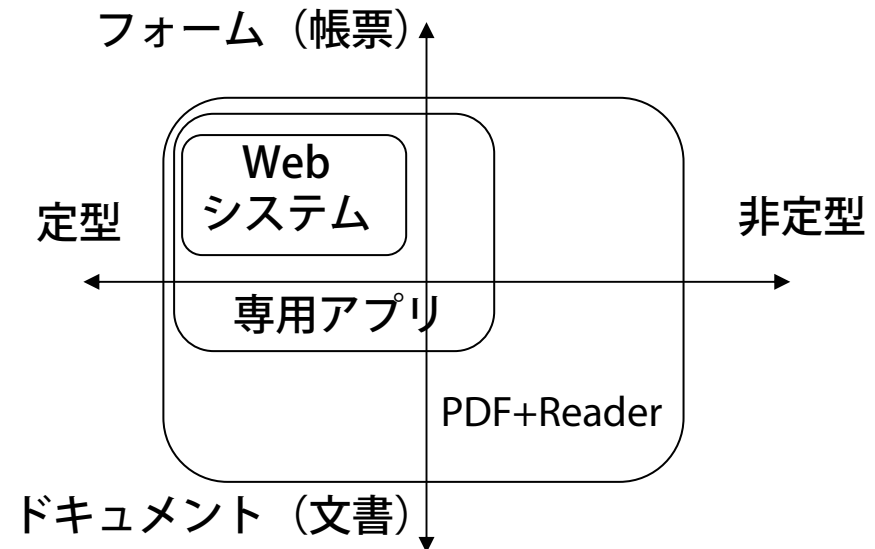 フォーム（帳票）
Web
システム
定型
非定型
専用アプリ
PDF+Reader
ドキュメント（文書）